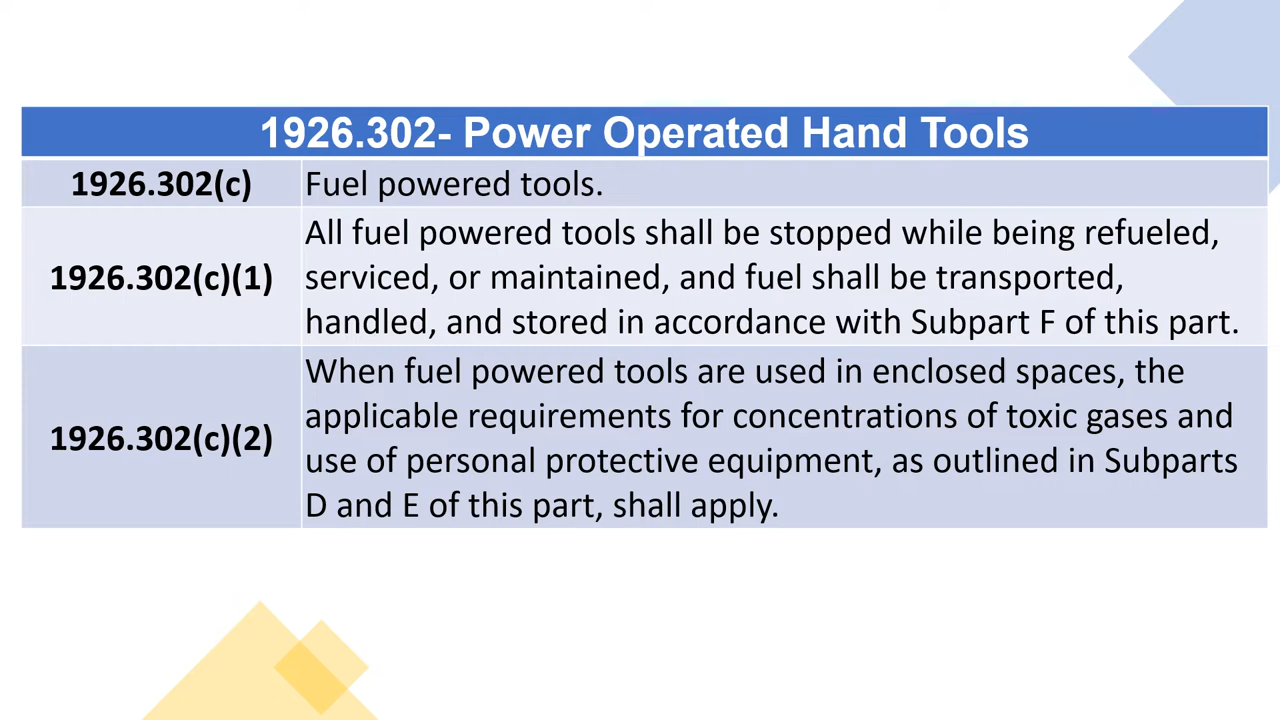 1926.302- Power Operated Hand Tools
1926.302(c) Fuel powered tools.
1926.302(c)(1)
All fuel powered tools shall be stopped while being refueled,
serviced, or maintained, and fuel shall be transported,
handled, and stored in accordance with Subpart F of this part.
1926.302(c)(2)
When fuel powered tools are used in enclosed spaces, the
applicable requirements for concentrations of toxic gases and
use of personal protective equipment, as outlined in Subparts
D and E of this part, shall apply.